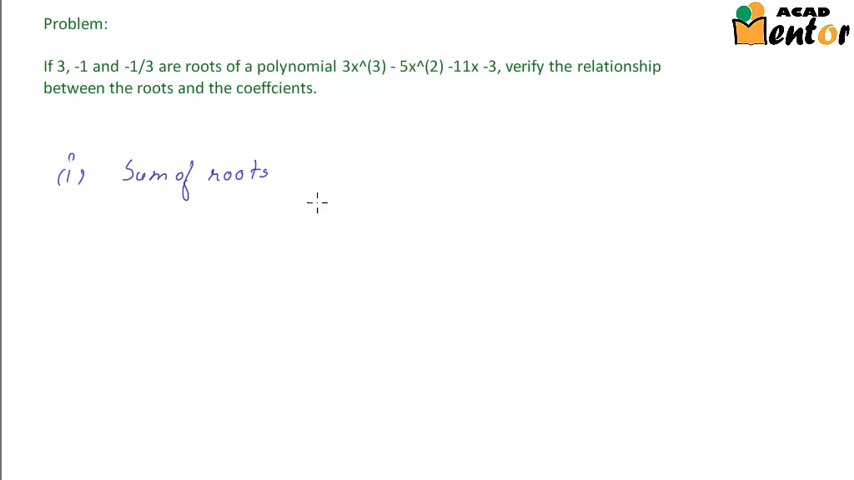 Problem:
ACAD
mentor
If 3, -1 and -1/3 are roots of a polynomial 3x^(3) - 5x^(2) -11x -3, verify the relationship
between the roots and the coeffcients.
(i) Sum of roots